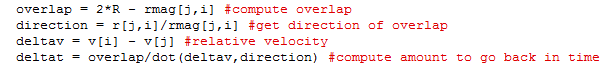 overlap = 2*R - rmag[j,i] #compute overlap
direction = r[j,i]/rmag[j,i] #get direction of overlap
deltav = v[i] - v[j] #relative velocity
deltat = overlap/dot(deltav,direction) #compute amount to go back in time